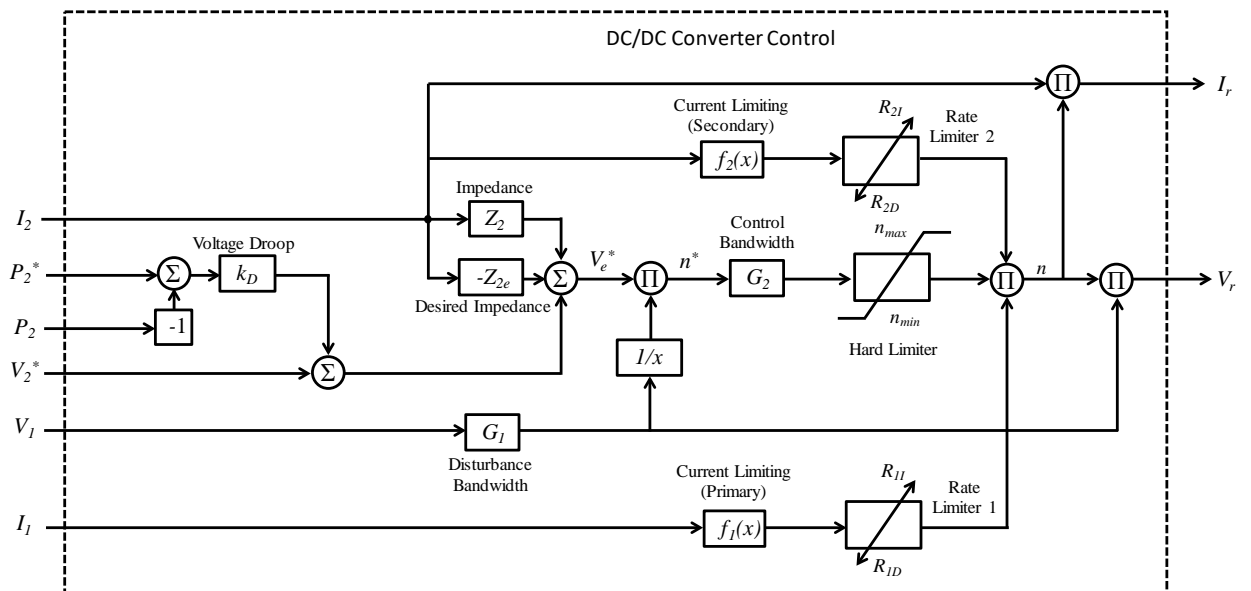 DC/DC Converter Control
I_r
Current Limiting
(Secondary)
R_2I
Rate
Limiter 2
f_2(x)
R_2D
I_2
Impedance
Z_2
Control
Bandwidth
n_max
Voltage Droop
P_2^*
Σ
k_D
-Z_2e
Σ
V_e^*
Π
n^*
G_2
Π
n
Π
Π
V_r
Desired Impedance
n_min
P_2
-1
Hard Limiter
V_2^*
Σ
1/x
V_1
G_1
Disturbance
Bandwidth
Current Limiting
(Primary)
R_1I
Rate
Limiter 1
I_1
f_1(x)
R_1D